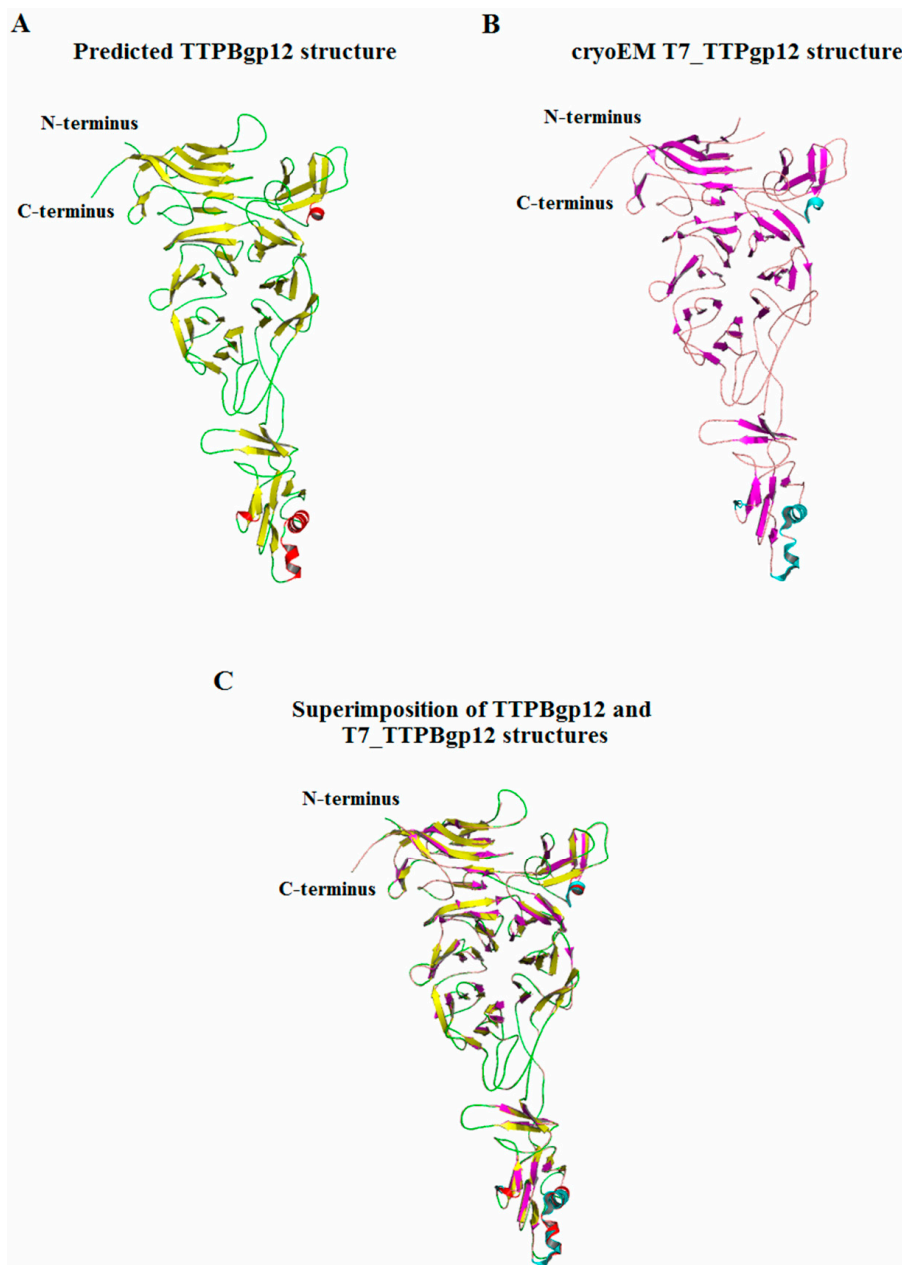 A
Predicted TTPBgp12 structure
N-terminus
C-terminus
B
cryoEM T7_TTPgp12 structure
N-terminus
C-terminus
C
Superimposition of TTPBgp12 and
T7_TTPBgp12 structures
N-terminus
C-terminus